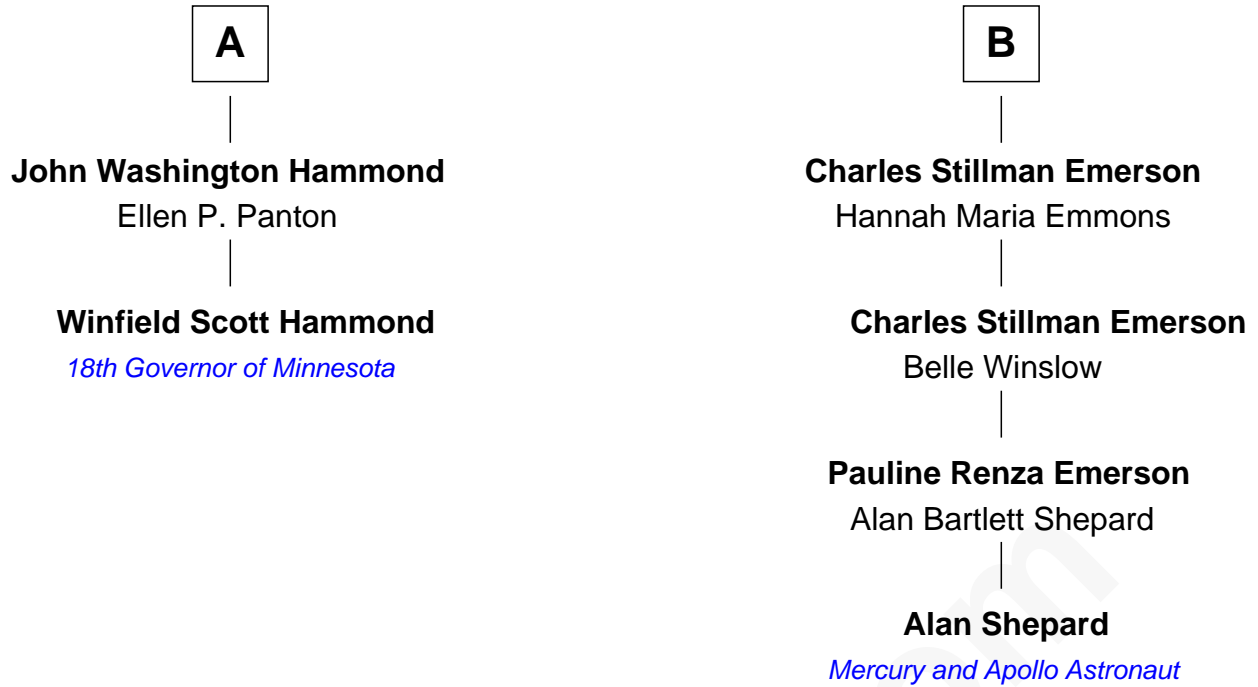 A
John Washington Hammond
Ellen P. Panton
Winfield Scott Hammond
18th Governor of Minnesota
B
Charles Stillman Emerson
Hannah Maria Emmons
Charles Stillman Emerson
Belle Winslow
Pauline Renza Emerson
Alan Bartlett Shepard
Alan Shepard
Mercury and Apollo Astronaut